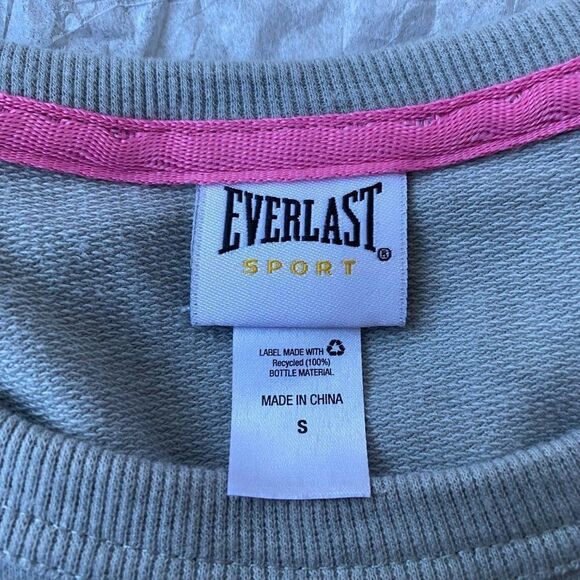 EVERLAST®
SPORT
LABEL MADE WITH
Recycled (100%)
BOTTLE MATERIAL
MADE IN CHINA
S